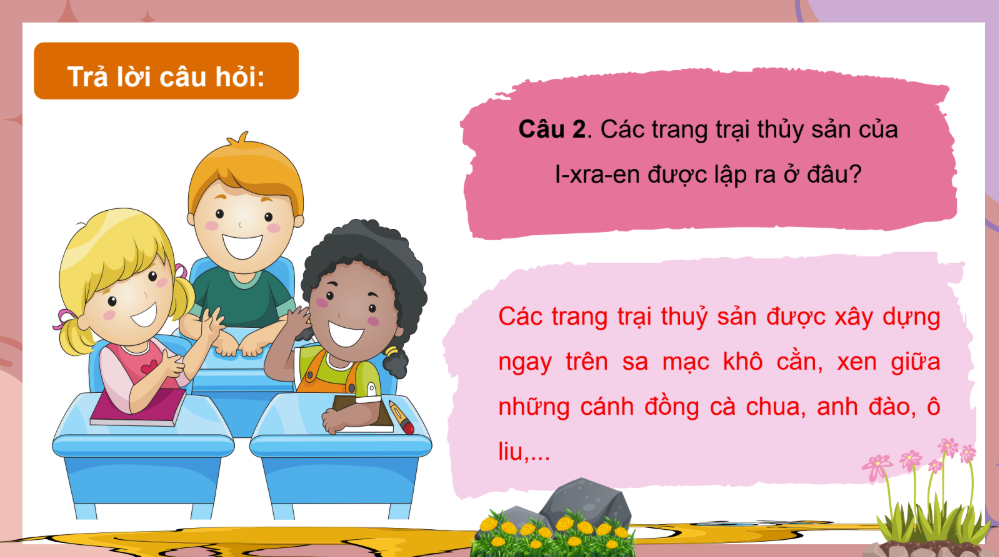 Trả lời câu hỏi:
Câu 2. Các trang trại thủy sản của
I-xra-en được lập ra ở đâu?
Các trang trại thuỷ sản được xây dựng
ngay trên sa mạc khô cằn, xen giữa
những cánh đồng cà chua, anh đào, ô
liu,...